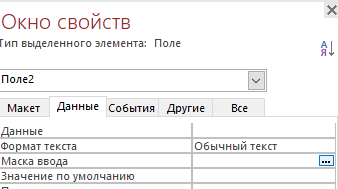 Окно свойств
Тип выделенного элемента: Поле
Поле2
Макет Данные События Другие Все
Данные
Формат текста Обычный текст
Маска ввода ...
Значение по умолчанию